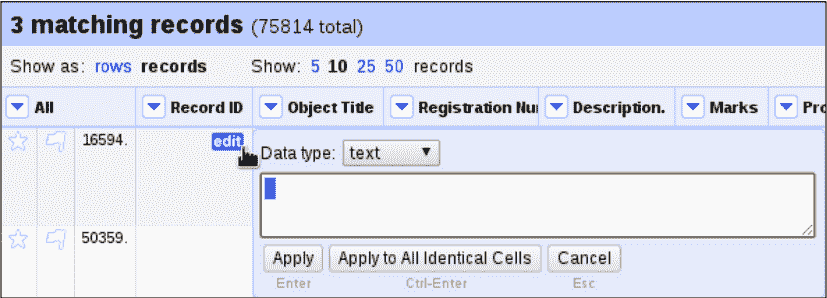 3 matching records (75814 total)
Show as: rows records Show: 5 10 25 50 records
All Record ID Object Title Registration Nu Description. Marks Pro
16594. edit Data type: text
50359.
Apply Apply to All Identical Cells Cancel
Enter Ctrl-Enter Esc